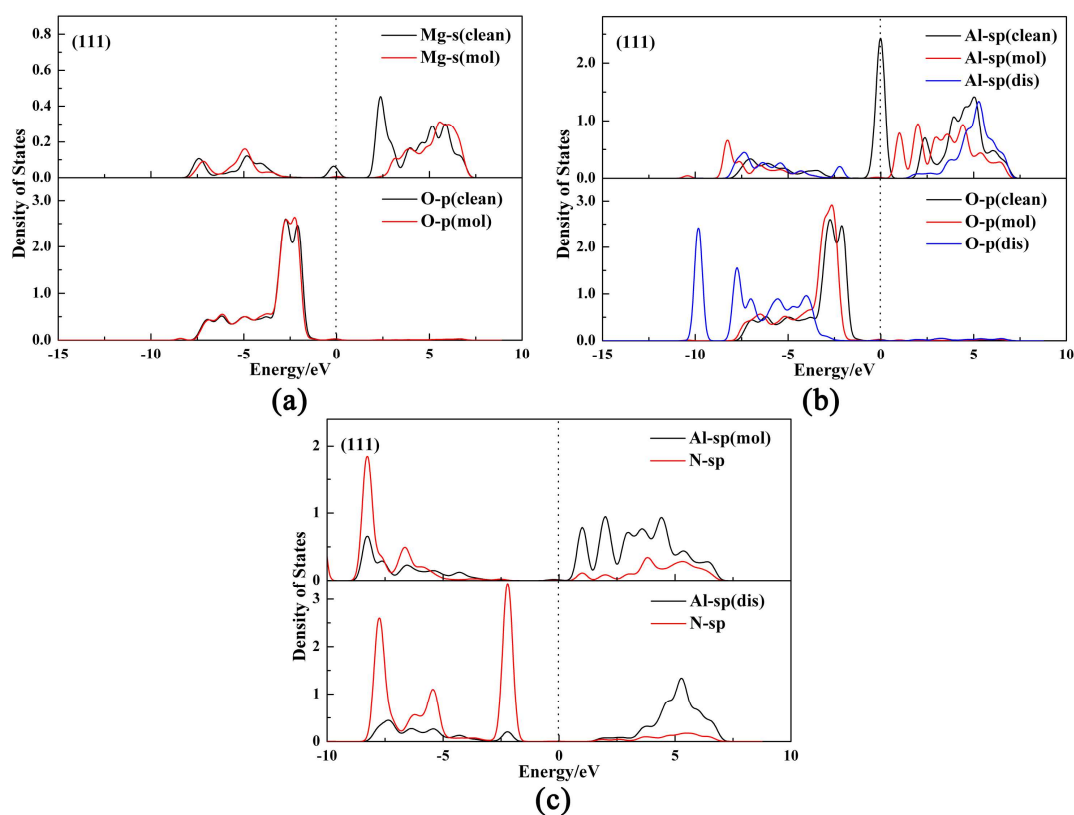 (111)
Mg-s(clean)
Mg-s(mol)
0.8
0.6
0.4
0.2
0.0
O-p(clean)
O-p(mol)
3.0
2.0
1.0
0.0
Density of States
-15 -10 -5 0 5 10
Energy/eV
(a)
(111)
Al-sp(clean)
Al-sp(mol)
Al-sp(dis)
2.0
1.0
0.0
O-p(clean)
O-p(mol)
O-p(dis)
3.0
2.0
1.0
0.0
Density of States
-15 -10 -5 0 5 10
Energy/eV
(b)
(111)
Al-sp(mol)
N-sp
2
1
0
Al-sp(dis)
N-sp
3
2
1
0
Density of States
-10 -5 0 5 10
Energy/eV
(c)